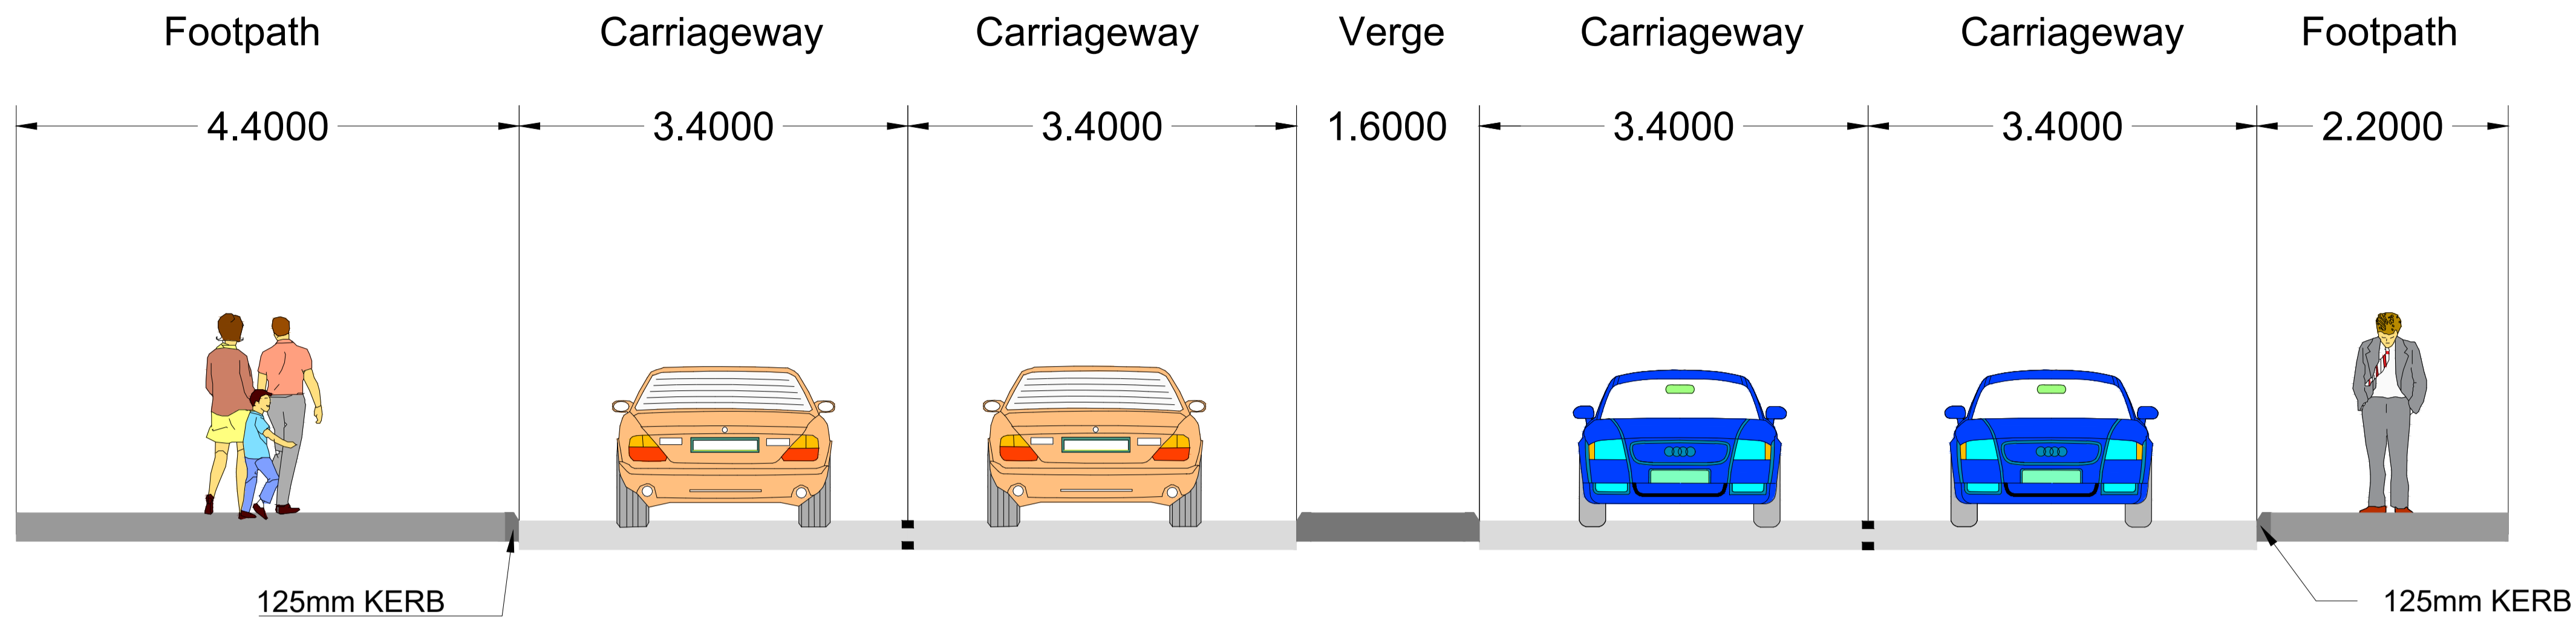 Footpath Carriageway Carriageway Verge Carriageway Carriageway Footpath
4.4000 3.4000 3.4000 1.6000 3.4000 3.4000 2.2000
125mm KERB 125mm KERB